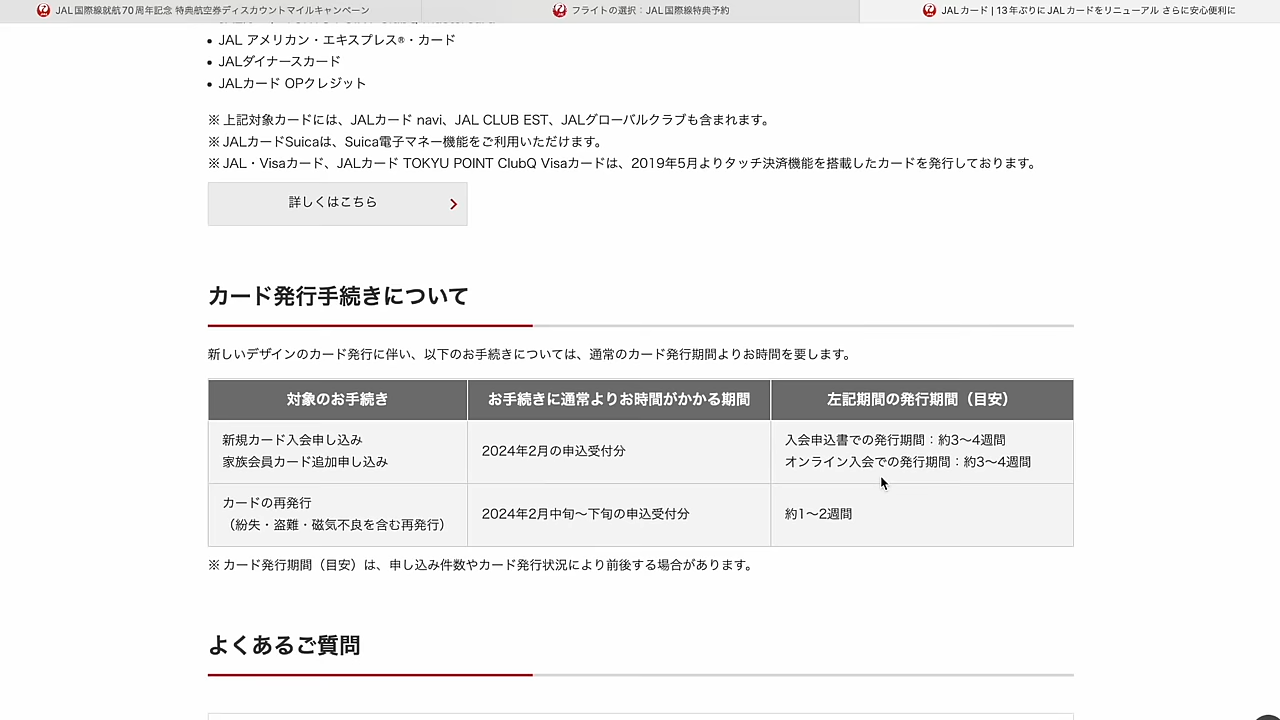 JAL国際線就航70周年記念 特典航空券ディスカウントマイルキャンペーン
フライトの選択：JAL国際線特典予約
JALカード | 13年ぶりにJALカードをリニューアル さらに安心便利に
• JAL アメリカン・エキスプレス®・カード
• JALダイナースカード
• JALカード OPクレジット
※ 上記対象カードには、JALカード navi、JAL CLUB EST、JALグローバルクラブも含まれます。
※ JALカードSuicaは、Suica電子マネー機能をご利用いただけます。
※ JAL・Visaカード、JALカード TOKYU POINT ClubQ Visaカードは、2019年5月よりタッチ決済機能を搭載したカードを発行しております。
詳しくはこちら
カード発行手続きについて
新しいデザインのカード発行に伴い、以下のお手続きについては、通常のカード発行期間よりお時間を要します。
対象のお手続き
お手続きに通常よりお時間がかかる期間
左記期間の発行期間（目安）
新規カード入会申し込み
家族会員カード追加申し込み
2024年2月の申込受付分
入会申込書での発行期間：約3～4週間
オンライン入会での発行期間：約3～4週間
カードの再発行
（紛失・盗難・磁気不良を含む再発行）
2024年2月中旬～下旬の申込受付分
約1～2週間
※ カード発行期間（目安）は、申し込み件数やカード発行状況により前後する場合があります。
よくあるご質問